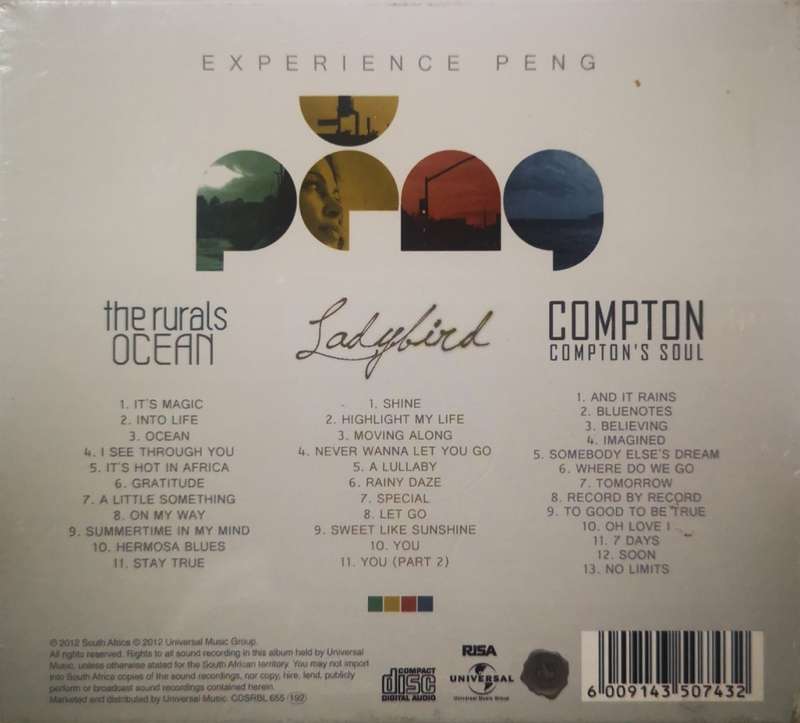 EXPERIENCE PENG
peng
the rurals
OCEAN
1. IT'S MAGIC
2. INTO LIFE
3. OCEAN
4. I SEE THROUGH YOU
5. IT'S HOT IN AFRICA
6. GRATITUDE
7. A LITTLE SOMETHING
8. ON MY WAY
9. SUMMERTIME IN MY MIND
10. HERMOSA BLUES
11. STAY TRUE
Ladybird
1. SHINE
2. HIGHLIGHT MY LIFE
3. MOVING ALONG
4. NEVER WANNA LET YOU GO
5. A LULLABY
6. RAINY DAZE
7. SPECIAL
8. LET GO
9. SWEET LIKE SUNSHINE
10. YOU
11. YOU (PART 2)
COMPTON
COMPTON'S SOUL
1. AND IT RAINS
2. BLUENOTES
3. BELIEVING
4. IMAGINED
5. SOMEBODY ELSE'S DREAM
6. WHERE DO WE GO
7. TOMORROW
8. RECORD BY RECORD
9. TO GOOD TO BE TRUE
10. OH LOVE I
11. 7 DAYS
12. SOON
13. NO LIMITS
℗ 2012 South Africa © 2012 Universal Music Group.
All rights reserved. Rights to all sound recording in this album held by Universal
Music, unless otherwise stated for the South African territory. You may not import
into South Africa copies of the sound recordings, nor copy, hire, lend, publicly
perform or broadcast sound recordings contained herein.
Marketed and distributed by Universal Music. CDSRBL 655 (192)
COMPACT
disc
DIGITAL AUDIO
RISA
UNIVERSAL
Universal Music Group
6 009143 507432